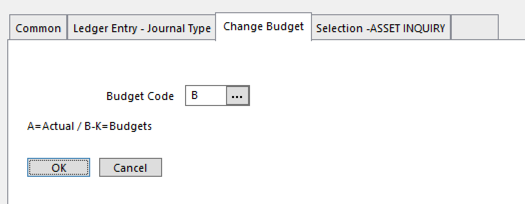 Common Ledger Entry - Journal Type Change Budget Selection -ASSET INQUIRY
Budget Code B ...
A=Actual / B-K=Budgets
OK Cancel